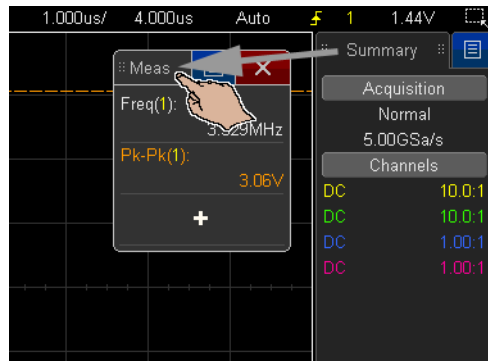 1.000us/ 4.000us Auto 1 1.44V
Meas
Summary
Acquisition
Normal
5.00GSa/s
Channels
DC 10.0:1
DC 10.0:1
DC 1.00:1
DC 1.00:1
Freq(1):
Pk-Pk(1):
3.06V
+